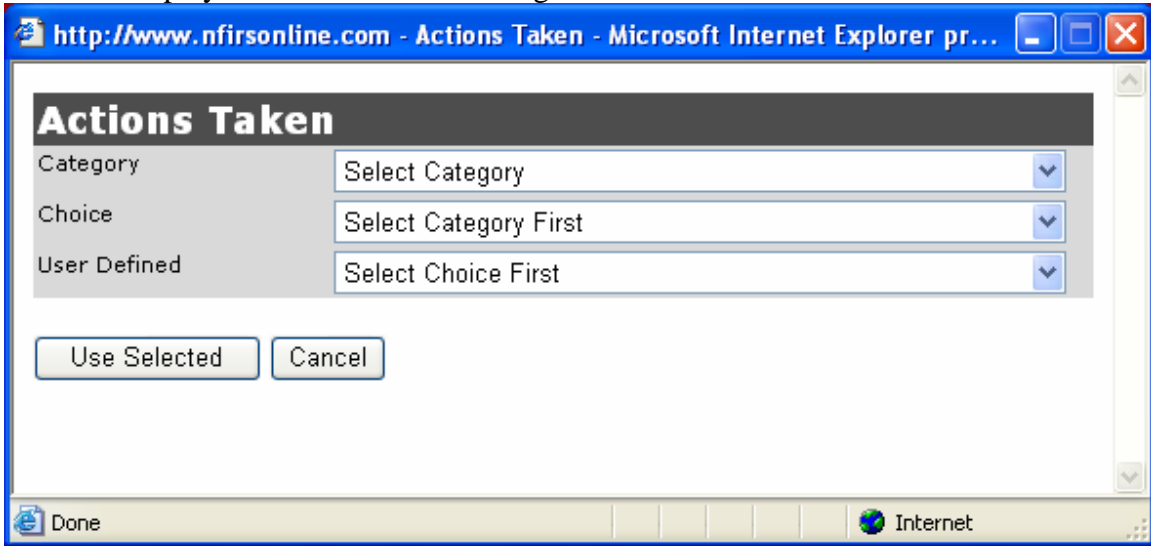 http://www.nfirsonline.com - Actions Taken - Microsoft Internet Explorer pr...
Actions Taken
Category Select Category
Choice Select Category First
User Defined Select Choice First
Use Selected Cancel
Done Internet